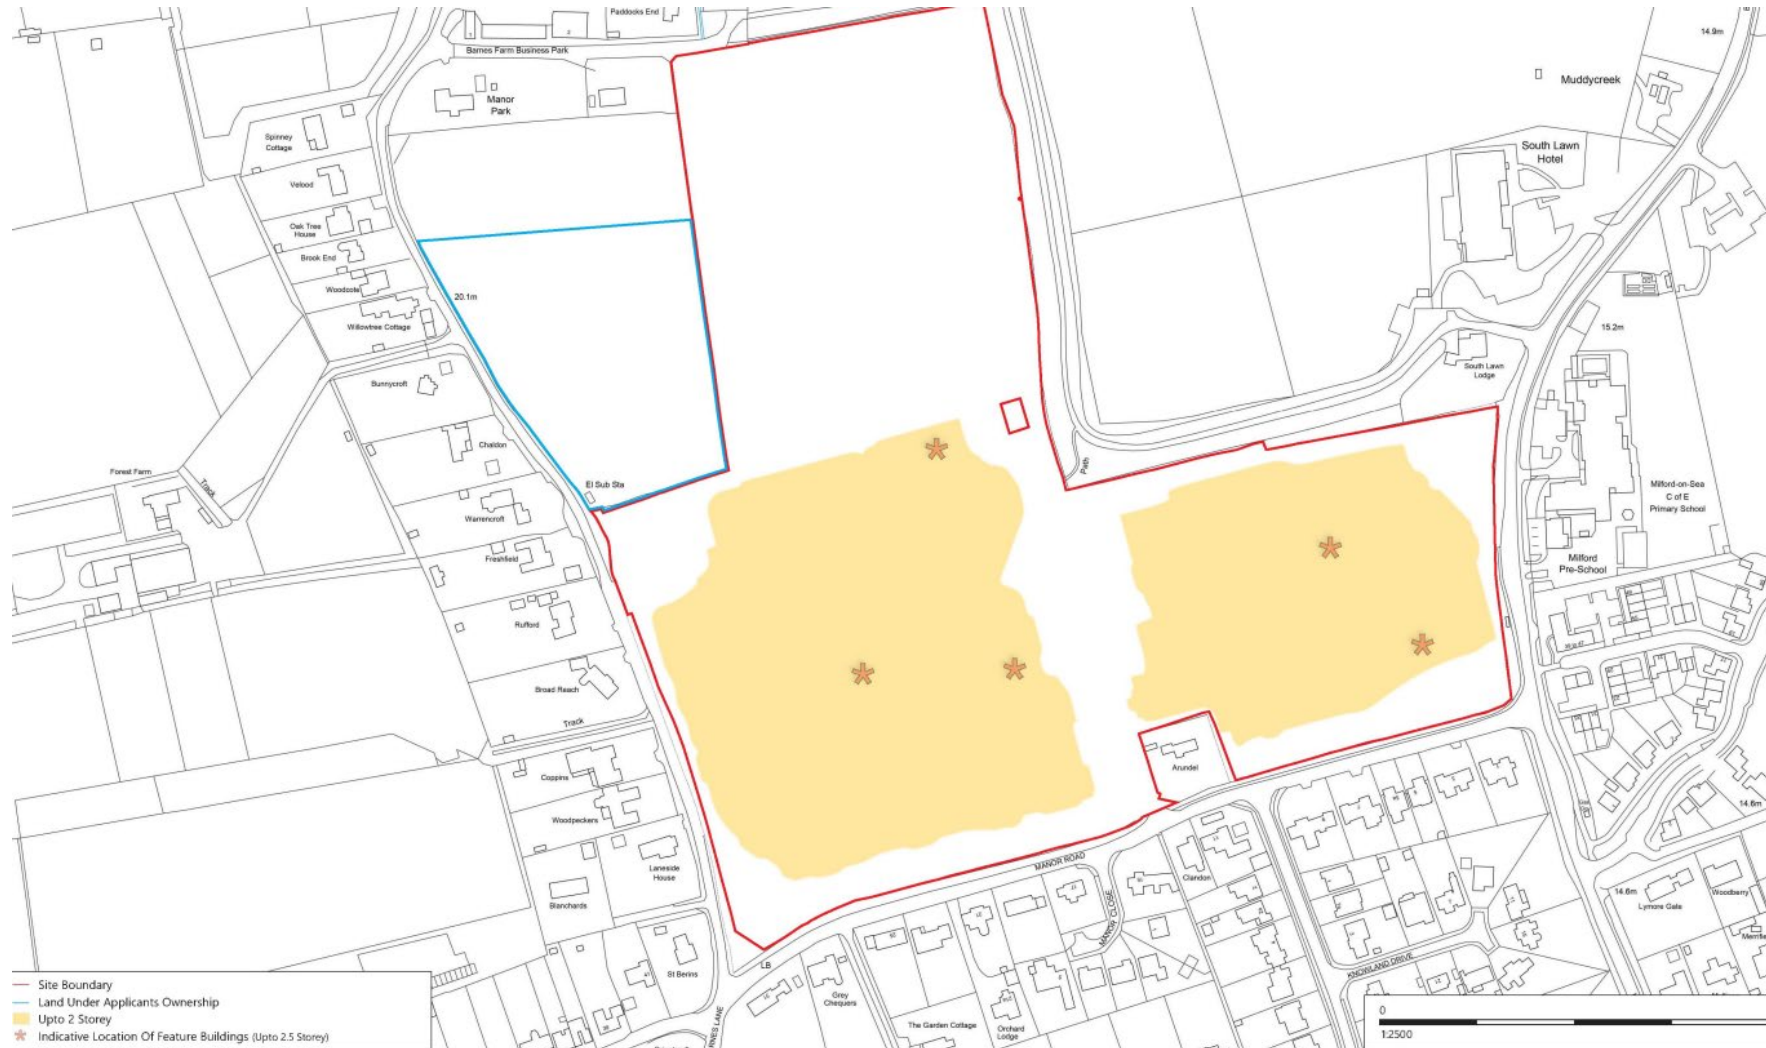 Paddocks End
Barnes Farm Business Park
14.9m
Muddycreek
Manor
Park
Spinney
Cottage
South Lawn
Hotel
Velood
Oak Tree
House
Brook End
Woodcote
20.1m
Willowtree Cottage
15.2m
South Lawn
Lodge
Bunnycroft
Chaldon
Forest Farm
Track
El Sub Sta
Path
Milford-on-Sea
C of E
Primary School
Warrencroft
Freshfield
Milford
Pre-School
Rufford
Broad Reach
Track
Coppins
Arundel
Woodpeckers
14.6m
Laneside
House
MANOR ROAD
Clandon
Blanchards
MANOR CLOSE
14.6m
Lymore Gate
Woodberry
St Berins
LB
KNOWLAND DRIVE
Grey
Chequers
The Garden Cottage
Orchard
Lodge
RNES LANE
Site Boundary
Land Under Applicants Ownership
Upto 2 Storey
Indicative Location Of Feature Buildings (Upto 2.5 Storey)
0
1:2500